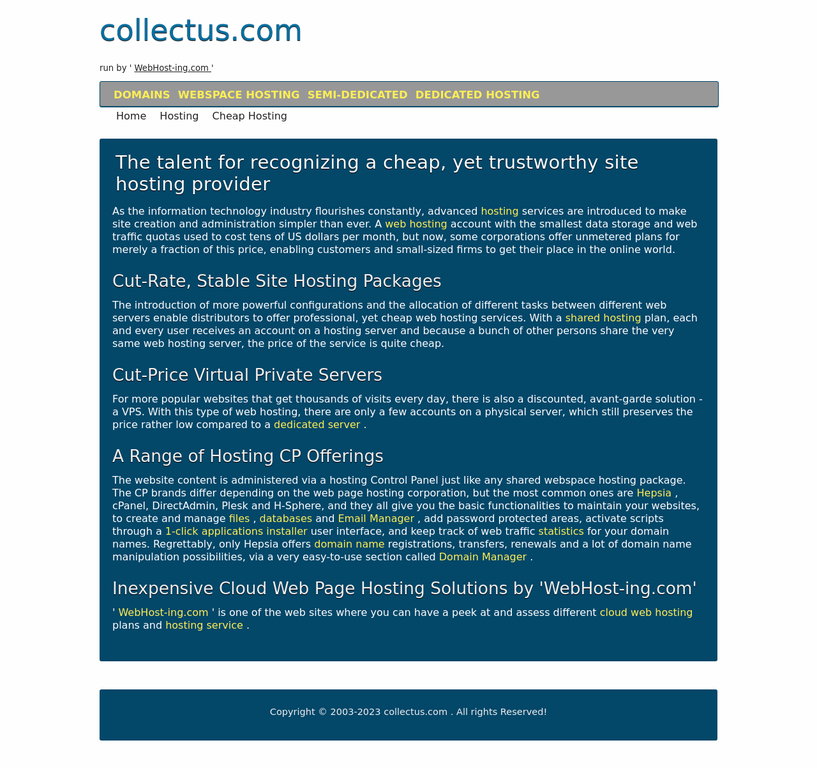 collectus.com
run by ' WebHost-ing.com '
DOMAINS WEBSPACE HOSTING SEMI-DEDICATED DEDICATED HOSTING
Home Hosting Cheap Hosting
The talent for recognizing a cheap, yet trustworthy site
hosting provider
As the information technology industry flourishes constantly, advanced hosting services are introduced to make
site creation and administration simpler than ever. A web hosting account with the smallest data storage and web
traffic quotas used to cost tens of US dollars per month, but now, some corporations offer unmetered plans for
merely a fraction of this price, enabling customers and small-sized firms to get their place in the online world.
Cut-Rate, Stable Site Hosting Packages
The introduction of more powerful configurations and the allocation of different tasks between different web
servers enable distributors to offer professional, yet cheap web hosting services. With a shared hosting plan, each
and every user receives an account on a hosting server and because a bunch of other persons share the very
same web hosting server, the price of the service is quite cheap.
Cut-Price Virtual Private Servers
For more popular websites that get thousands of visits every day, there is also a discounted, avant-garde solution -
a VPS. With this type of web hosting, there are only a few accounts on a physical server, which still preserves the
price rather low compared to a dedicated server .
A Range of Hosting CP Offerings
The website content is administered via a hosting Control Panel just like any shared webspace hosting package.
The CP brands differ depending on the web page hosting corporation, but the most common ones are Hepsia ,
cPanel, DirectAdmin, Plesk and H-Sphere, and they all give you the basic functionalities to maintain your websites,
to create and manage files , databases and Email Manager , add password protected areas, activate scripts
through a 1-click applications installer user interface, and keep track of web traffic statistics for your domain
names. Regrettably, only Hepsia offers domain name registrations, transfers, renewals and a lot of domain name
manipulation possibilities, via a very easy-to-use section called Domain Manager .
Inexpensive Cloud Web Page Hosting Solutions by 'WebHost-ing.com'
' WebHost-ing.com ' is one of the web sites where you can have a peek at and assess different cloud web hosting
plans and hosting service .
Copyright © 2003-2023 collectus.com . All rights Reserved!